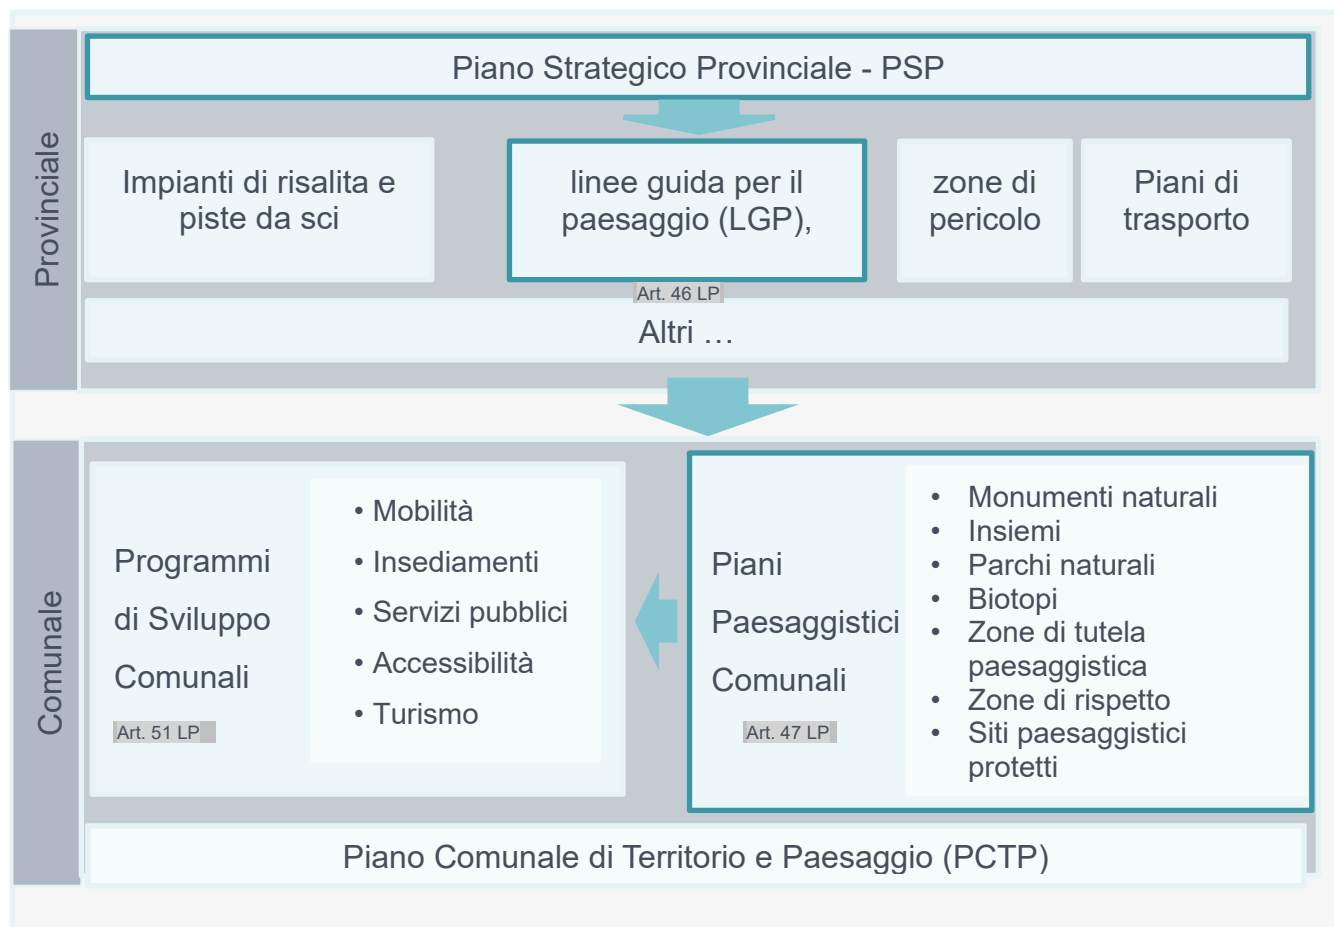 Provinciale
Piano Strategico Provinciale - PSP
Impianti di risalita e
piste da sci
linee guida per il
paesaggio (LGP),
zone di
pericolo
Piani di
trasporto
Art. 46 LP
Altri …
Comunale
Programmi
di Sviluppo
Comunali
Art. 51 LP
• Mobilità
• Insediamenti
• Servizi pubblici
• Accessibilità
• Turismo
Piani
Paesaggistici
Comunali
Art. 47 LP
• Monumenti naturali
• Insiemi
• Parchi naturali
• Biotopi
• Zone di tutela
paesaggistica
• Zone di rispetto
• Siti paesaggistici
protetti
Piano Comunale di Territorio e Paesaggio (PCTP)